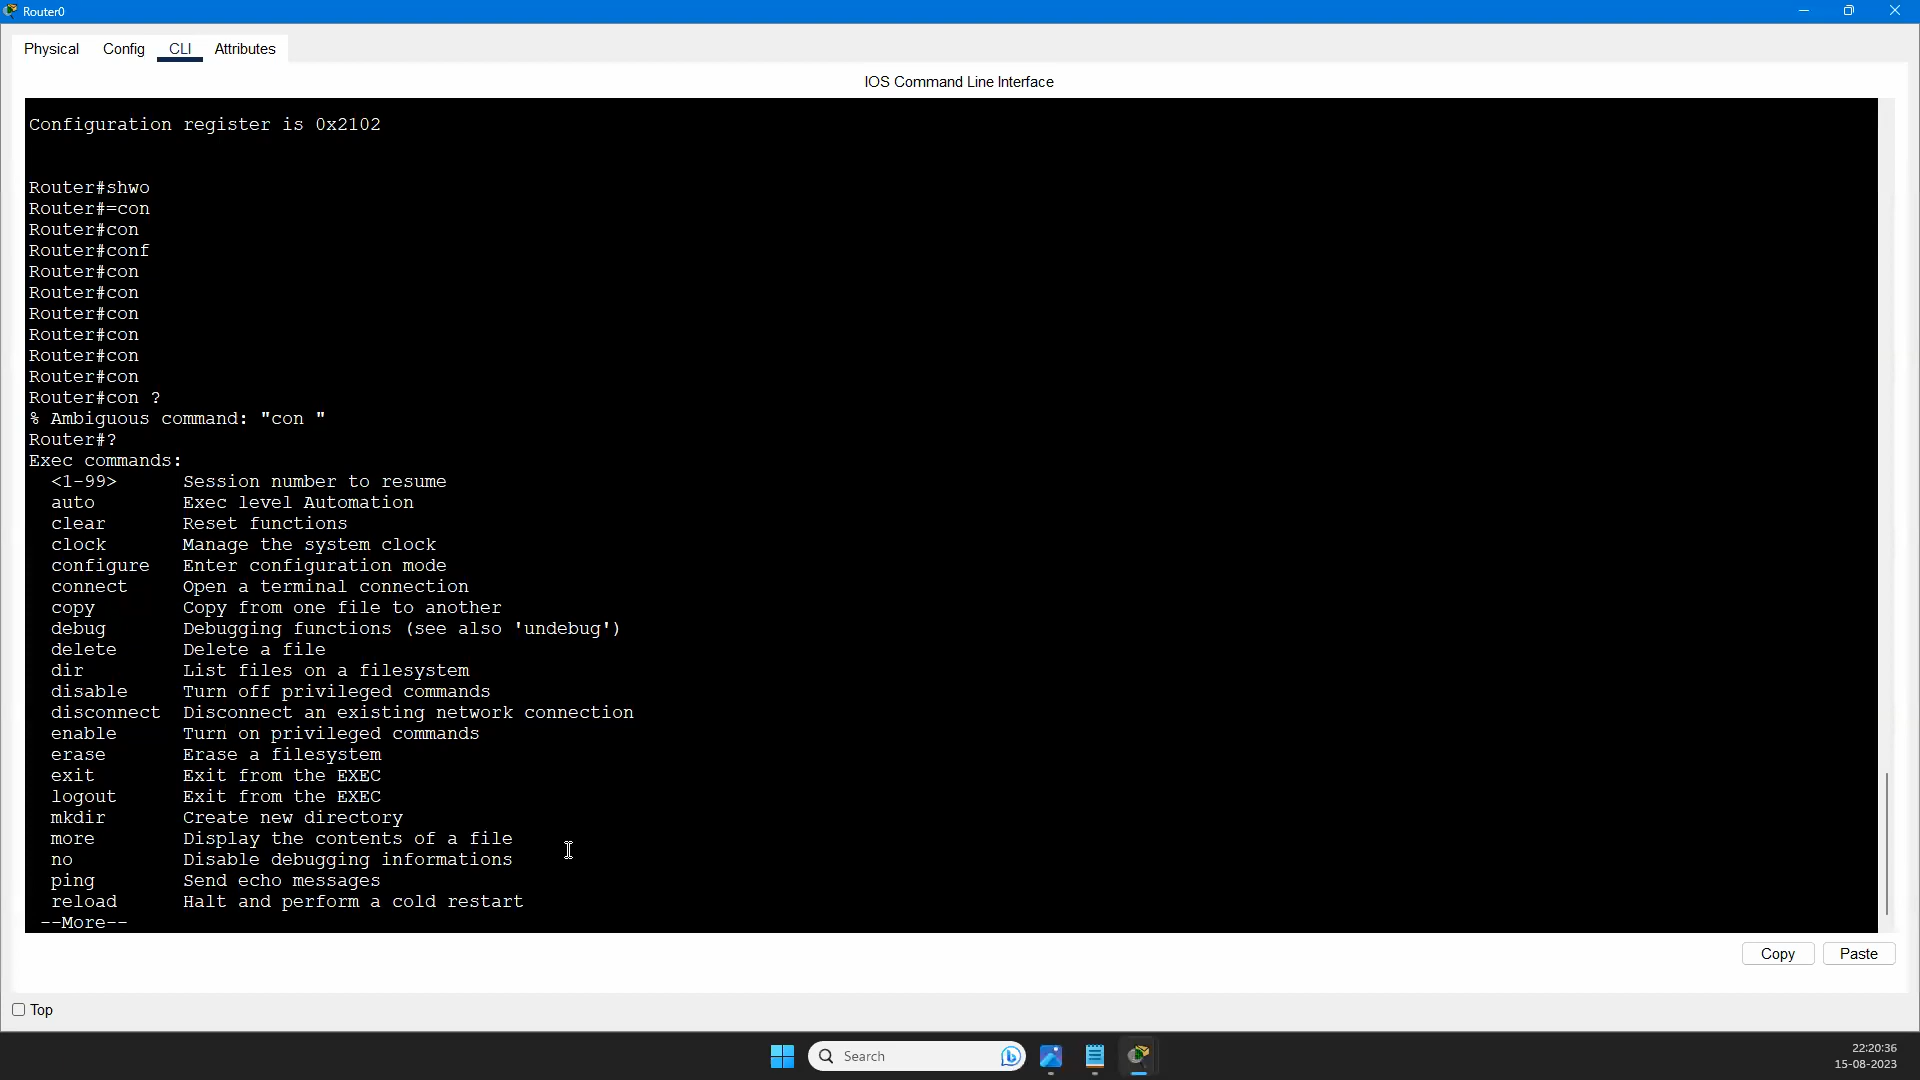 Router0
Physical Config CLI Attributes
IOS Command Line Interface
Configuration register is 0x2102
Router#shwo
Router#=con
Router#con
Router#conf
Router#con
Router#con
Router#con
Router#con
Router#con
Router#con
Router#con ?
% Ambiguous command: "con "
Router#?
Exec commands:
<1-99> Session number to resume
auto Exec level Automation
clear Reset functions
clock Manage the system clock
configure Enter configuration mode
connect Open a terminal connection
copy Copy from one file to another
debug Debugging functions (see also 'undebug')
delete Delete a file
dir List files on a filesystem
disable Turn off privileged commands
disconnect Disconnect an existing network connection
enable Turn on privileged commands
erase Erase a filesystem
exit Exit from the EXEC
logout Exit from the EXEC
mkdir Create new directory
more Display the contents of a file
no Disable debugging informations
ping Send echo messages
reload Halt and perform a cold restart
--More--
Copy Paste
Top
Search
22:20:36
15-08-2023